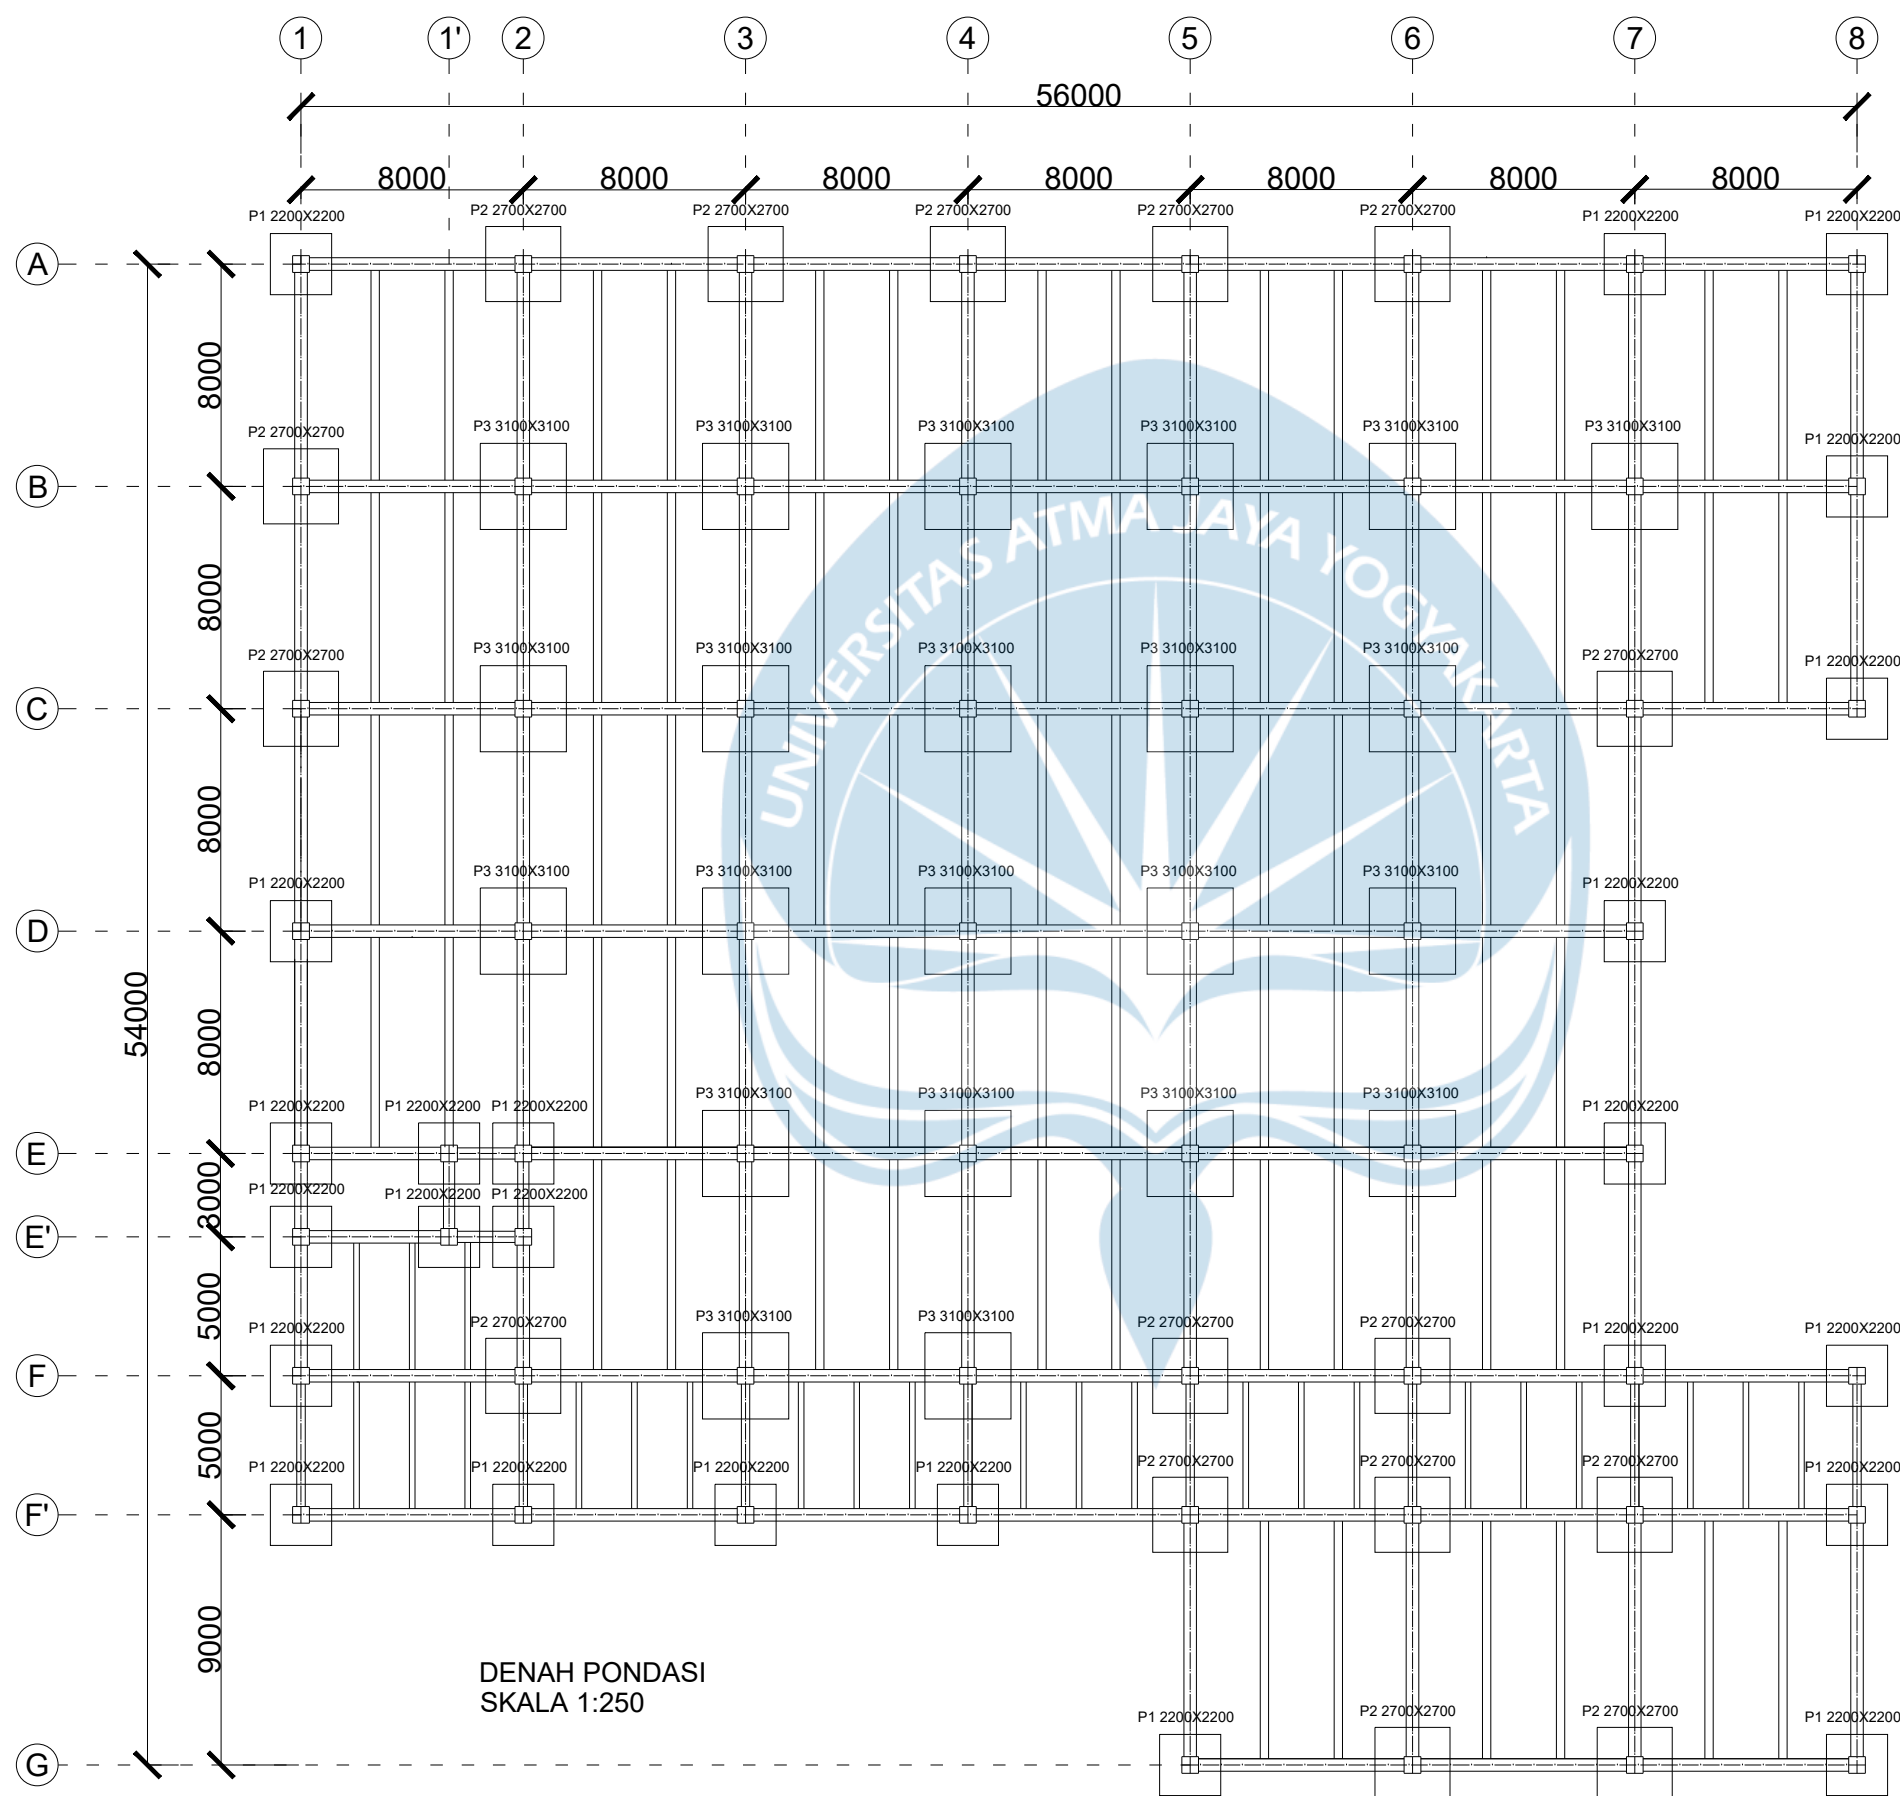 1 1' 2 3 4 5 6 7 8
56000
8000 8000 8000 8000 8000 8000 8000
P1 2200X2200 P2 2700X2700 P2 2700X2700 P2 2700X2700 P2 2700X2700 P2 2700X2700 P1 2200X2200 P1 2200X2200
A
8000
P2 2700X2700 P3 3100X3100 P3 3100X3100 P3 3100X3100 P3 3100X3100 P3 3100X3100 P3 3100X3100 P1 2200X2200
B
UNIVERSITAS ATMA JAYA YOGYAKARTA
8000
P2 2700X2700 P3 3100X3100 P3 3100X3100 P3 3100X3100 P3 3100X3100 P3 3100X3100 P2 2700X2700 P1 2200X2200
C
8000
P1 2200X2200 P3 3100X3100 P3 3100X3100 P3 3100X3100 P3 3100X3100 P3 3100X3100 P1 2200X2200
D
54000
8000
P1 2200X2200 P1 2200X2200 P1 2200X2200 P3 3100X3100 P3 3100X3100 P3 3100X3100 P3 3100X3100 P1 2200X2200
E
3000
P1 2200X2200 P1 2200X2200 P1 2200X2200
E'
5000
P1 2200X2200 P2 2700X2700 P3 3100X3100 P3 3100X3100 P2 2700X2700 P2 2700X2700 P1 2200X2200 P1 2200X2200
F
5000
P1 2200X2200 P1 2200X2200 P1 2200X2200 P1 2200X2200 P2 2700X2700 P2 2700X2700 P2 2700X2700 P1 2200X2200
F'
9000
DENAH PONDASI
SKALA 1:250
P1 2200X2200 P2 2700X2700 P2 2700X2700 P1 2200X2200
G